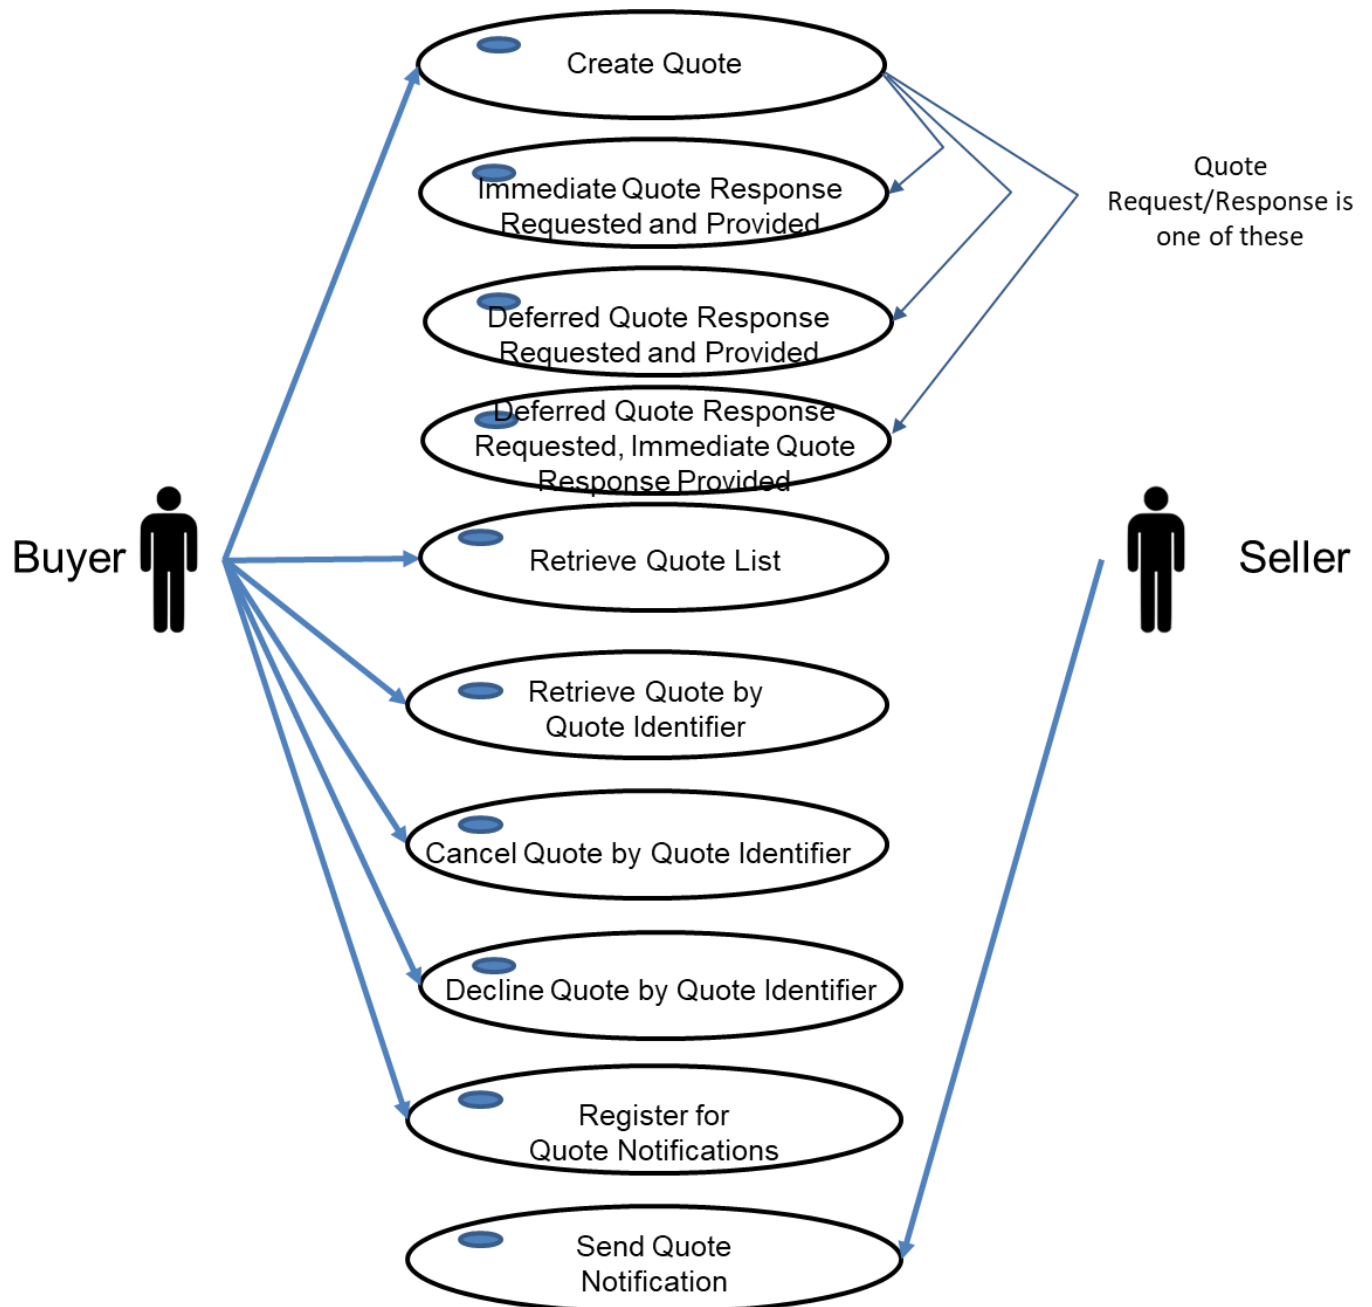 Create Quote
Immediate Quote Response
Requested and Provided
Quote
Request/Response is
one of these
Deferred Quote Response
Requested and Provided
Deferred Quote Response
Requested, Immediate Quote
Response Provided
Buyer
Retrieve Quote List
Seller
Retrieve Quote by
Quote Identifier
Cancel Quote by Quote Identifier
Decline Quote by Quote Identifier
Register for
Quote Notifications
Send Quote
Notification